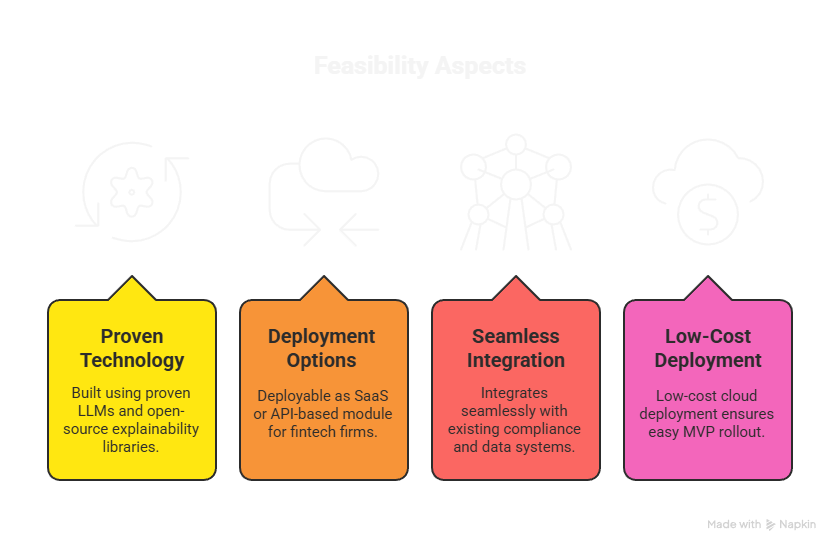 Feasibility Aspects
Proven
Technology
Built using proven
LLMs and open-
source explainability
libraries.
Deployment
Options
Deployable as SaaS
or API-based module
for fintech firms.
Seamless
Integration
Integrates
seamlessly with
existing compliance
and data systems.
Low-Cost
Deployment
Low-cost cloud
deployment ensures
easy MVP rollout.
Made with Napkin